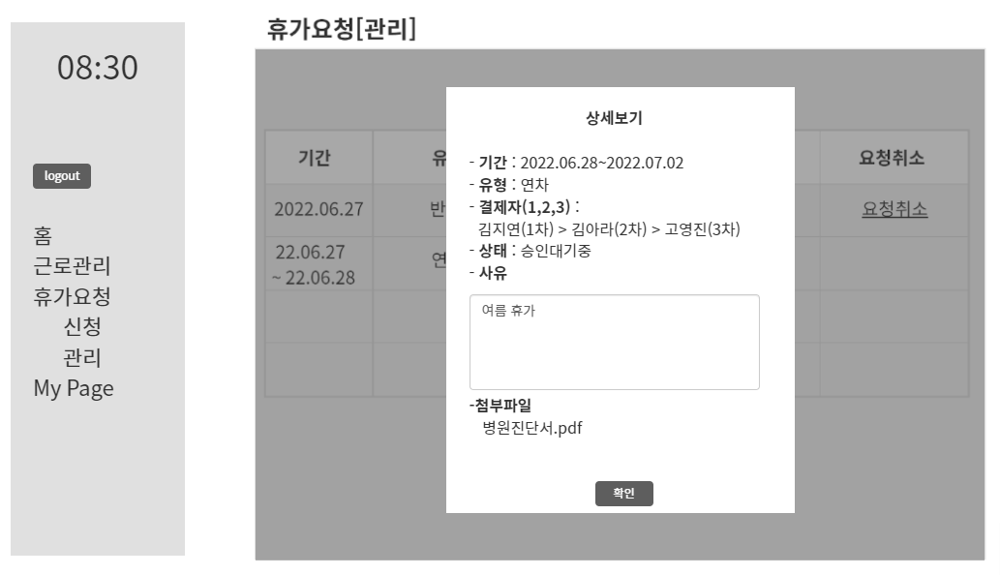 08:30
logout
홈
근로관리
휴가요청
신청
관리
My Page
휴가요청[관리]
기간
유
요청취소
2022.06.27
반
요청취소
22.06.27
~ 22.06.28
연
상세보기
- 기간 : 2022.06.28~2022.07.02
- 유형 : 연차
- 결제자(1,2,3) :
김지연(1차) > 김아라(2차) > 고영진(3차)
- 상태 : 승인대기중
- 사유
여름 휴가
-첨부파일
병원진단서.pdf
확인